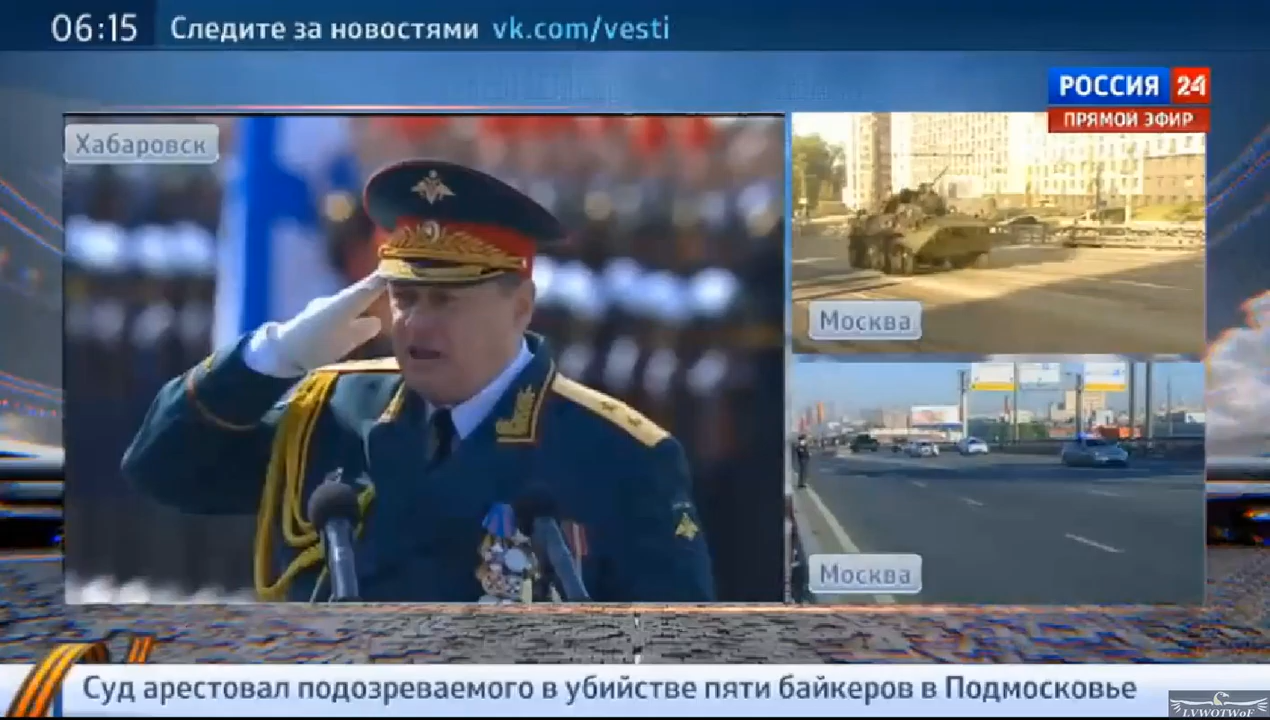 06:15 Следите за новостями vk.com/vesti
РОССИЯ 24
ПРЯМОЙ ЭФИР
Хабаровск
Москва
Москва
Суд арестовал подозреваемого в убийстве пяти байкеров в Подмосковье
LVWOTWoF